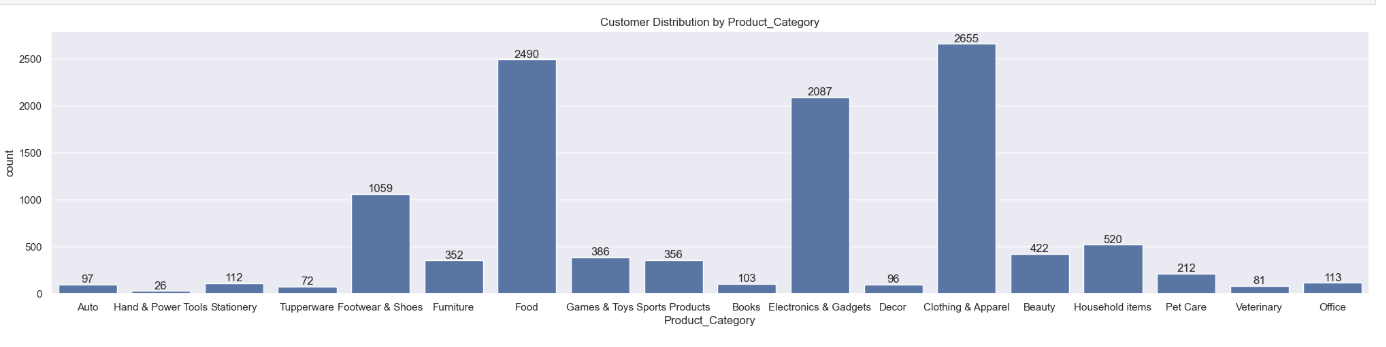 Customer Distribution by Product_Category
count
2500
2000
1500
1000
500
0
97
26
112
72
1059
352
2490
386
356
103
2087
96
2655
422
520
212
81
113
Auto
Hand & Power Tools
Stationery
Tupperware
Footwear & Shoes
Furniture
Food
Games & Toys
Sports Products
Books
Electronics & Gadgets
Decor
Clothing & Apparel
Beauty
Household items
Pet Care
Veterinary
Office
Product_Category